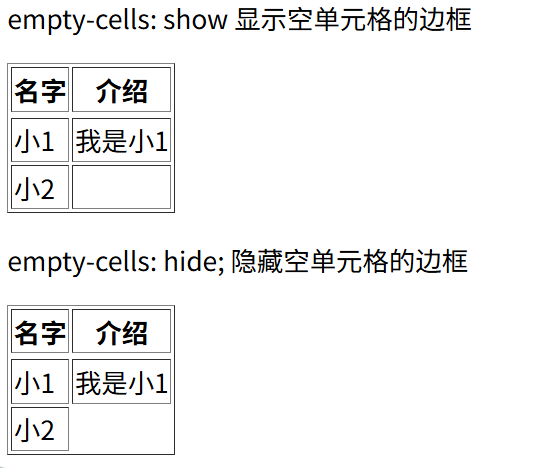 empty-cells: show 显示空单元格的边框
名字 介绍
小1 我是小1
小2
empty-cells: hide; 隐藏空单元格的边框
名字 介绍
小1 我是小1
小2